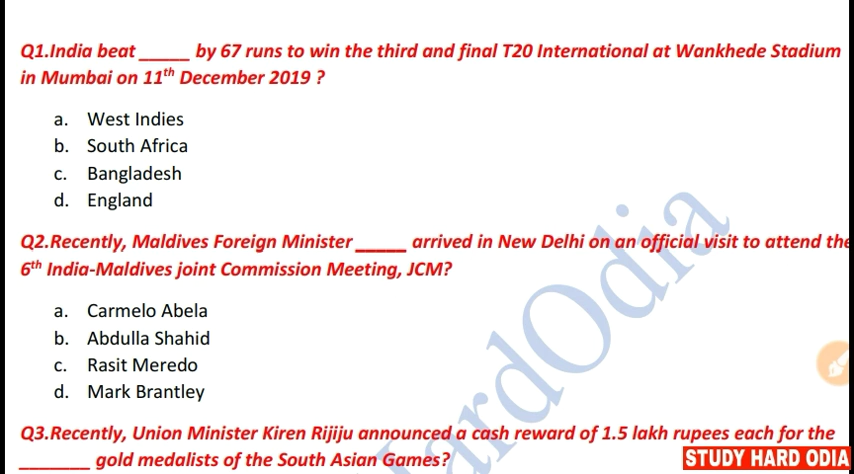 Q1.India beat _____ by 67 runs to win the third and final T20 International at Wankhede Stadium
in Mumbai on 11th December 2019 ?
a. West Indies
b. South Africa
c. Bangladesh
d. England
Q2.Recently, Maldives Foreign Minister _____ arrived in New Delhi on an official visit to attend the
6th India-Maldives joint Commission Meeting, JCM?
a. Carmelo Abela
b. Abdulla Shahid
c. Rasit Meredo
d. Mark Brantley
Q3.Recently, Union Minister Kiren Rijiju announced a cash reward of 1.5 lakh rupees each for the
_______ gold medalists of the South Asian Games?
STUDY HARD ODIA
ardOdia